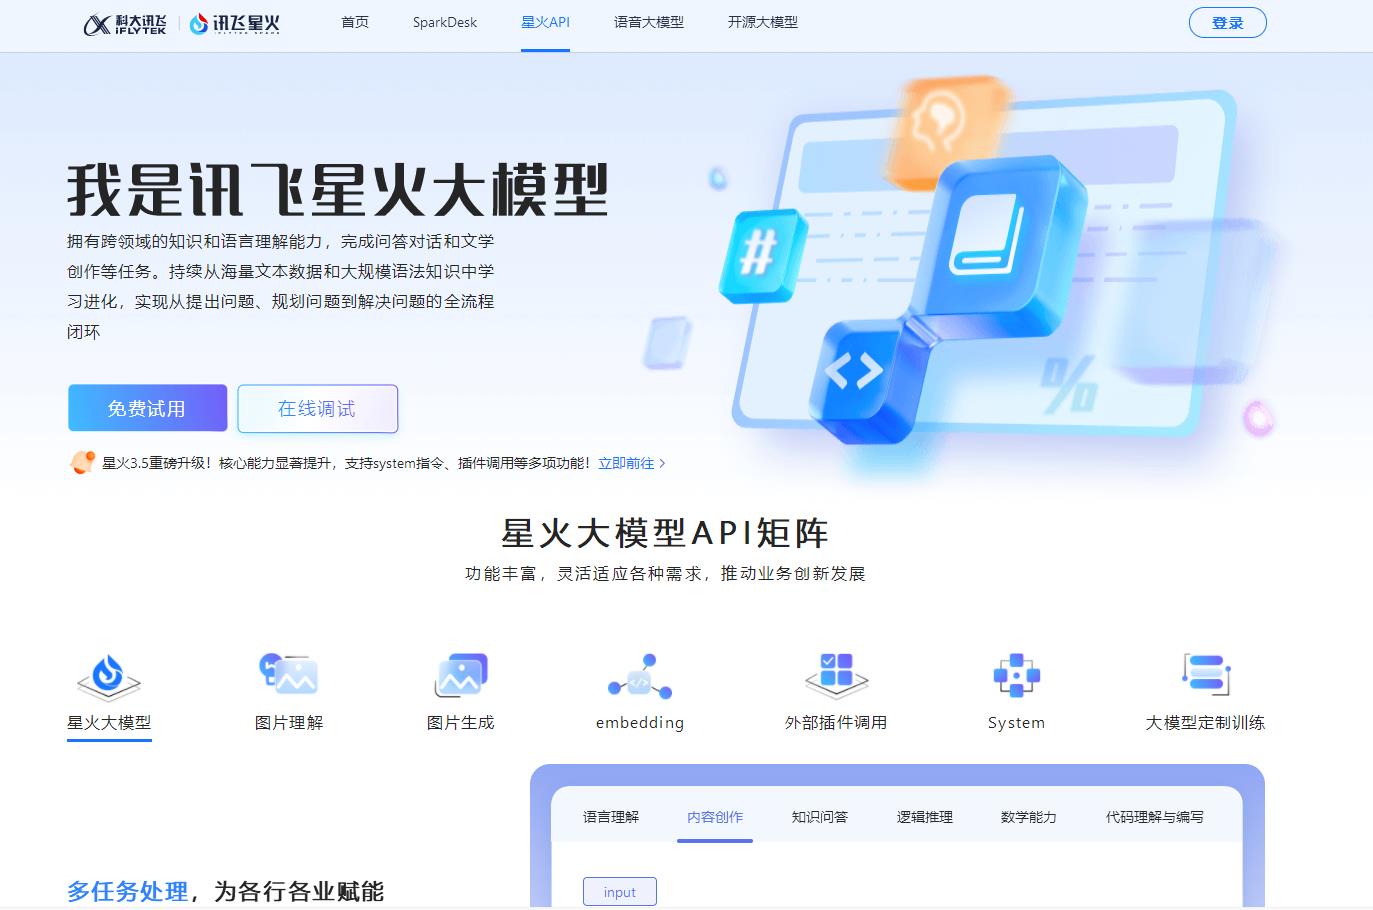 科大讯飞
iFLYTEK
讯飞星火
IFLYTEK SPARK
首页
SparkDesk
星火API
语音大模型
开源大模型
登录
我是讯飞星火大模型
拥有跨领域的知识和语言理解能力，完成问答对话和文学
创作等任务。持续从海量文本数据和大规模语法知识中学
习进化，实现从提出问题、规划问题到解决问题的全流程
闭环
#
<>
%
免费试用
在线调试
星火3.5重磅升级！核心能力显著提升，支持system指令、插件调用等多项功能！立即前往 >
星火大模型API矩阵
功能丰富，灵活适应各种需求，推动业务创新发展
星火大模型
图片理解
图片生成
embedding
外部插件调用
System
大模型定制训练
语言理解
内容创作
知识问答
逻辑推理
数学能力
代码理解与编写
多任务处理，为各行各业赋能
input